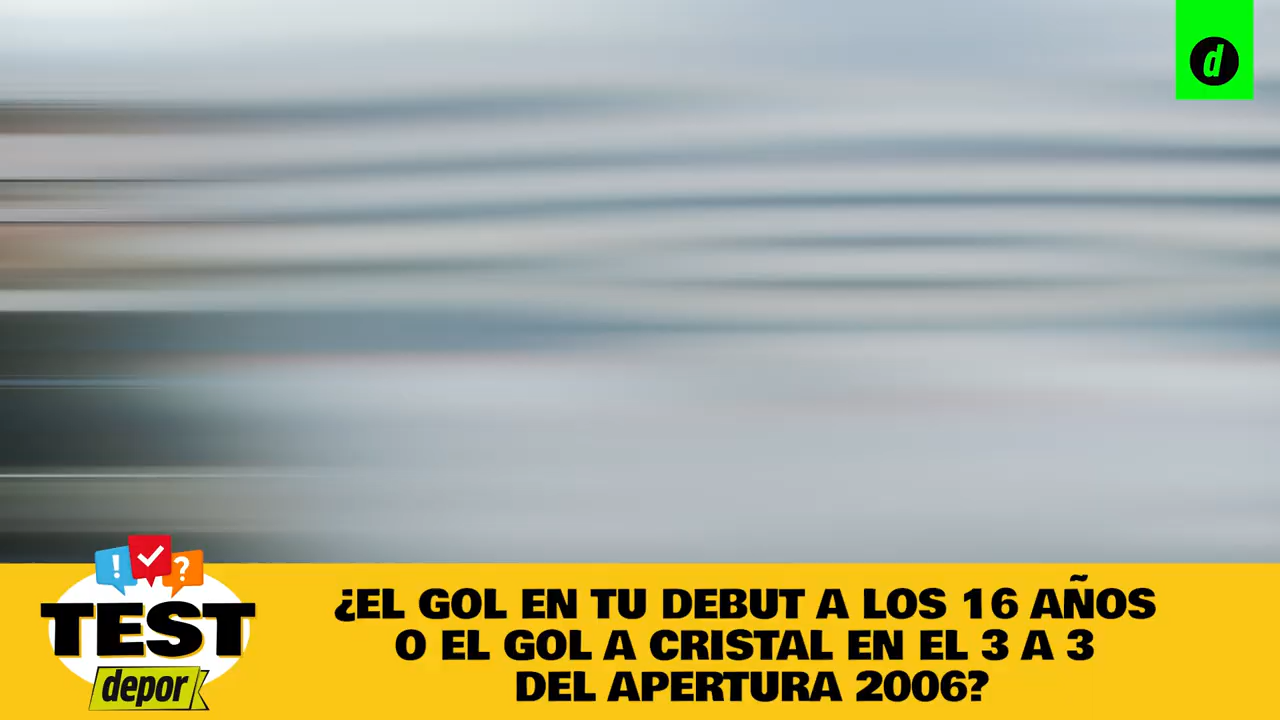 d
! ?
TEST
depor
¿EL GOL EN TU DEBUT A LOS 16 AÑOS
O EL GOL A CRISTAL EN EL 3 A 3
DEL APERTURA 2006?